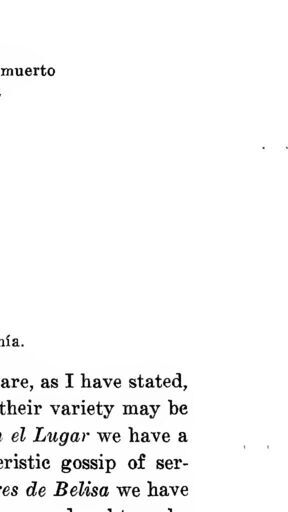 muerto
nía.
are, as I have stated,
their variety may be
el Lugar we have a
eristic gossip of ser-
res de Belisa we have